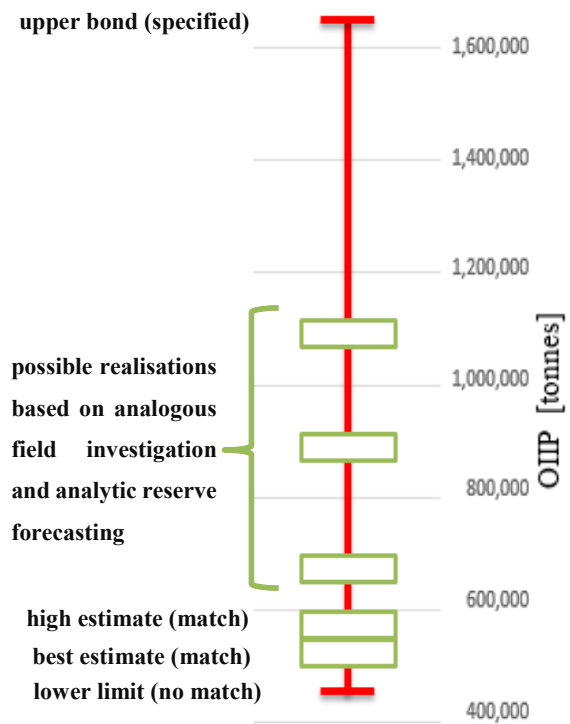 upper bond (specified)
1,600,000
1,400,000
1,200,000
possible realisations
based on analogous
field investigation
and analytic reserve
forecasting
1,000,000
800,000
OIIP [tonnes]
600,000
high estimate (match)
best estimate (match)
lower limit (no match)
400,000